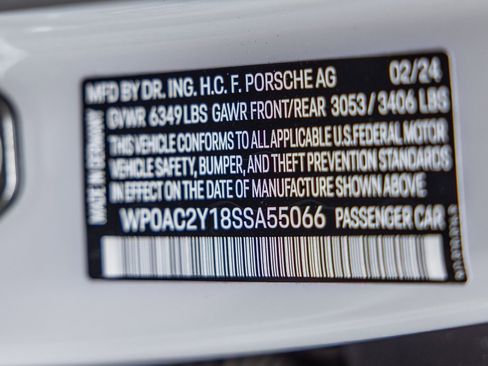 MFD BY DR. ING. H.C. F. PORSCHE AG 02/24
GVWR 6349 LBS GAWR FRONT/REAR 3053 / 3406 LBS
THIS VEHICLE CONFORMS TO ALL APPLICABLE U.S. FEDERAL MOTOR
VEHICLE SAFETY, BUMPER, AND THEFT PREVENTION STANDARDS
IN EFFECT ON THE DATE OF MANUFACTURE SHOWN ABOVE
WP0AC2Y18SSA55066 PASSENGER CAR
MADE IN GERMANY